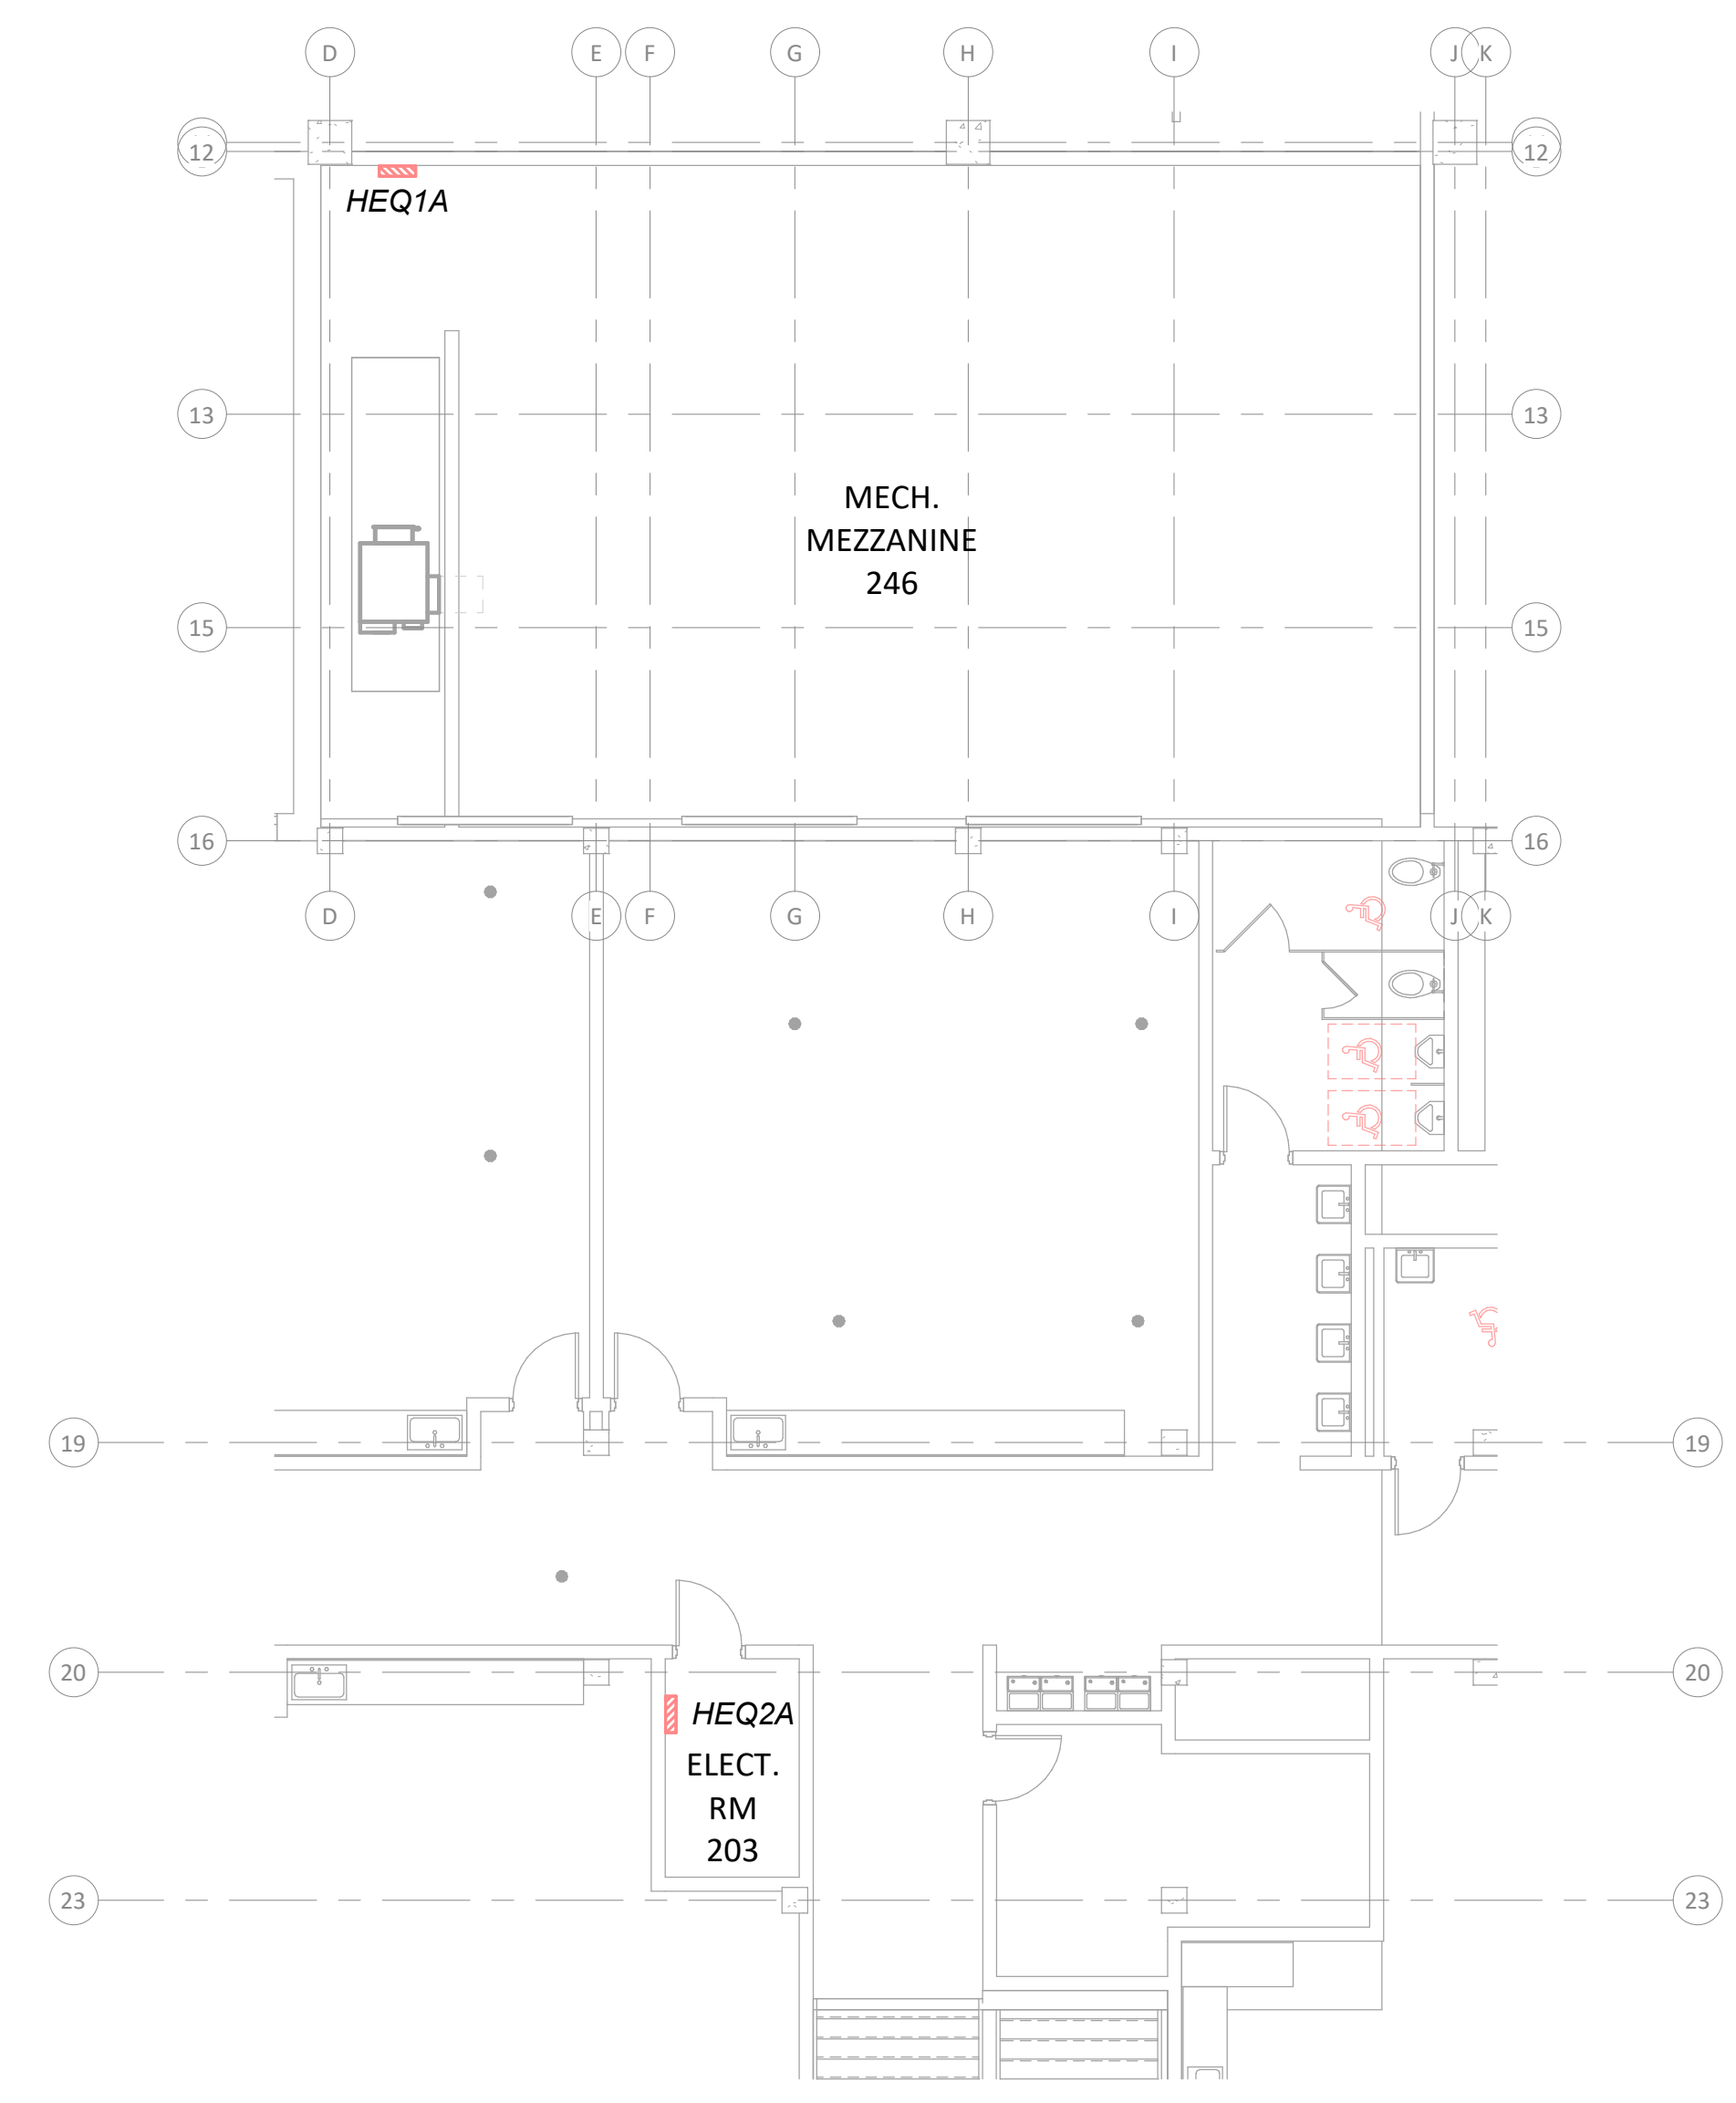 D E F G H I J K
12 12
HEQ1A
13 13
MECH.
MEZZANINE
246
15 15
16 16
D E F G H I J K
19 19
20 20
HEQ2A
ELECT.
RM
203
23 23